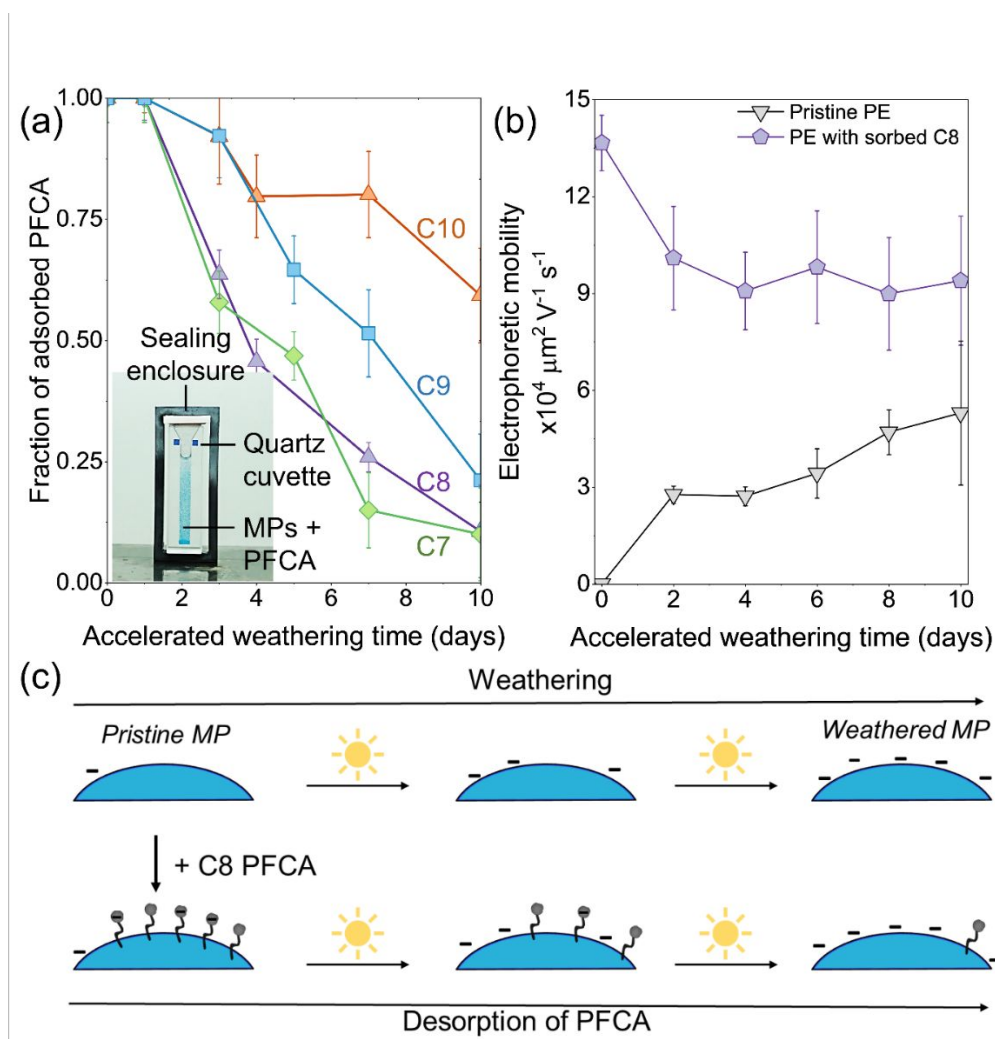 (a)
1.00
0.75
0.50
0.25
0.00
Fraction of adsorbed PFCA
C10
C9
C8
C7
Sealing
enclosure
Quartz
cuvette
MPs +
PFCA
0 2 4 6 8 10
Accelerated weathering time (days)
(b)
15
12
9
6
3
0
Electrophoretic mobility
x10⁴ μm² V⁻¹ s⁻¹
Pristine PE
PE with sorbed C8
0 2 4 6 8 10
Accelerated weathering time (days)
(c)
Weathering
Pristine MP
Weathered MP
+ C8 PFCA
Desorption of PFCA